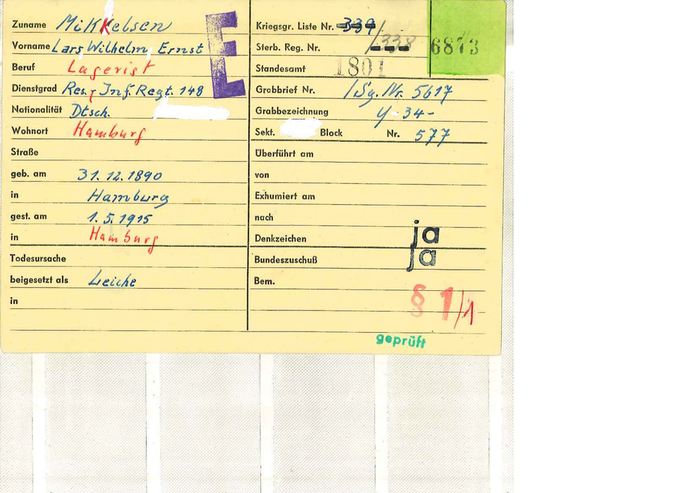 Zuname Mikkelsen
Vorname Lars Wilhelm Ernst
Beruf Lagerist
Dienstgrad Res. Inf. Regt. 148
Nationalität Dtsch.
Wohnort Hamburg
Straße
geb. am 31.12.1890
in Hamburg
gest. am 1.5.1915
in Hamburg
Todesursache
beigesetzt als Leiche
in
E
Kriegsgr. Liste Nr. 339 / 338
Sterb. Reg. Nr.
6873
Standesamt 1801
Grabbrief Nr. / Sg. Nr. 5617
Grabbezeichnung Y-34-
Sekt. Block Nr. 577
Überführt am
von
Exhumiert am
nach
Denkzeichen ja
Bundeszuschuß ja
Bem.
§ 1/1
geprüft